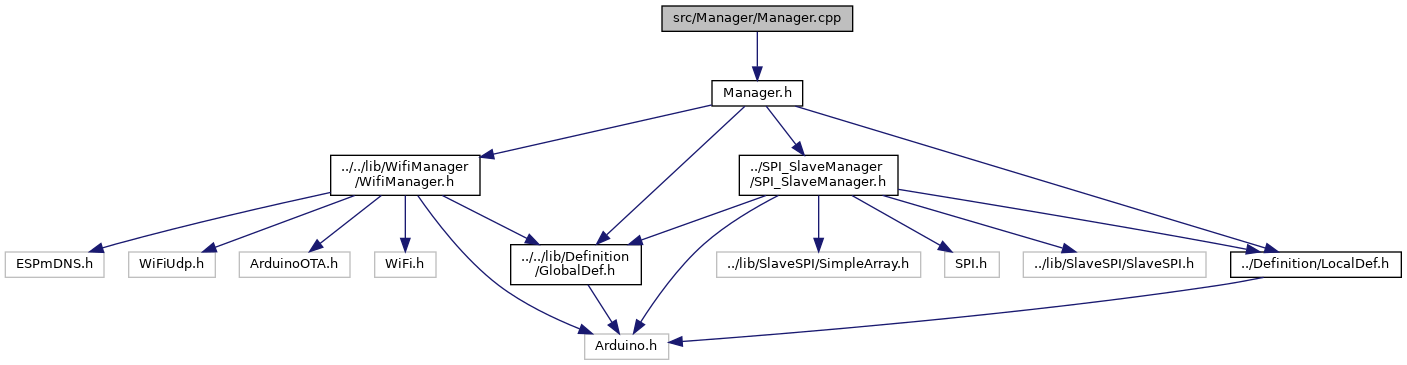 src/Manager/Manager.cpp
Manager.h
../../lib/WifiManager
/WifiManager.h
../SPI_SlaveManager
/SPI_SlaveManager.h
ESPmDNS.h
WiFiUdp.h
ArduinoOTA.h
WiFi.h
../../lib/Definition
/GlobalDef.h
../lib/SlaveSPI/SimpleArray.h
SPI.h
../lib/SlaveSPI/SlaveSPI.h
../Definition/LocalDef.h
Arduino.h